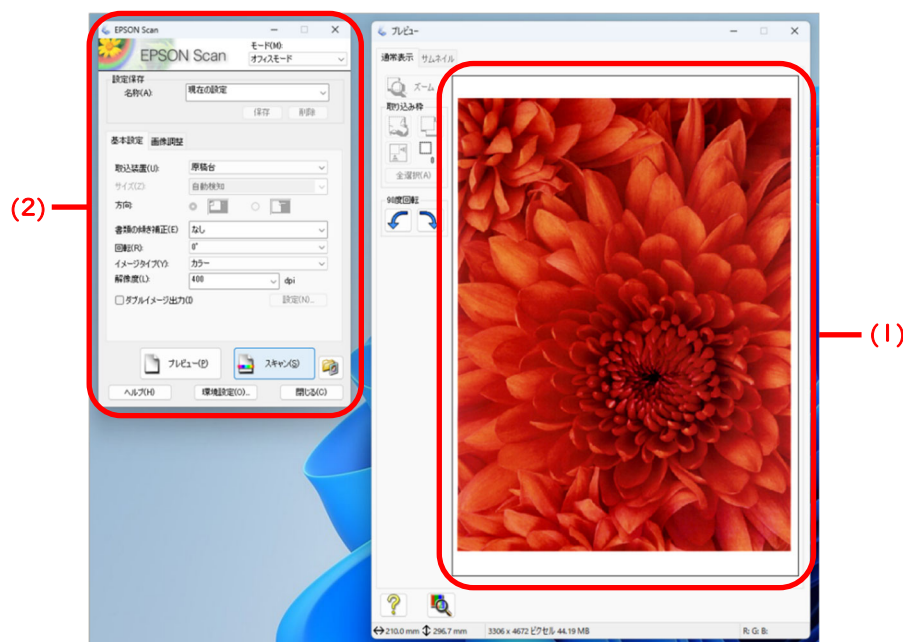 EPSON Scan
EPSON Scan
モード(M):
オフィスモード
設定保存
名称(A):
現在の設定
保存
削除
基本設定
画像調整
取込装置(U):
原稿台
サイズ(Z):
自動検知
方向:
書類の傾き補正(E)
なし
回転(R):
0°
イメージタイプ(Y):
カラー
解像度(L):
400
dpi
ダブルイメージ出力(I)
設定(N)...
プレビュー(P)
スキャン(S)
ヘルプ(H)
環境設定(O)...
閉じる(C)
(2)
プレビュー
通常表示
サムネイル
ズーム
取り込み枠
0
全選択(A)
90度回転
210.0 mm
296.7 mm
3306 x 4672 ピクセル 44.19 MB
R: G: B:
(1)